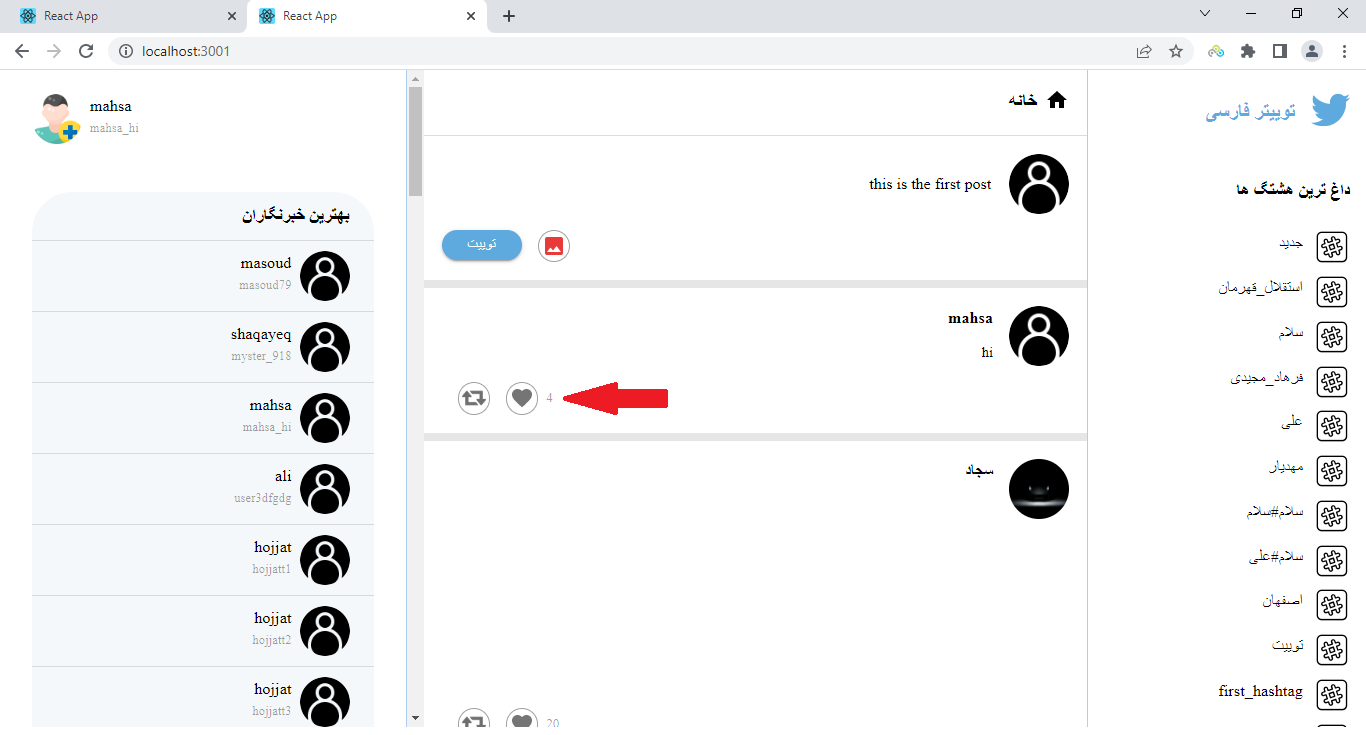 React App
React App
localhost:3001
mahsa
mahsa_hi
بهترین خبرنگاران
masoud
masoud79
shaqayeq
myster_918
mahsa
mahsa_hi
ali
user3dfgdg
hojjat
hojjatt1
hojjat
hojjatt2
hojjat
hojjatt3
خانه
this is the first post
توییت
mahsa
hi
4
سجاد
20
توییتر فارسی
داغ ترین هشتگ ها
جدید
استقلال_قهرمان
سلام
فرهاد_مجیدی
علی
مهدیار
سلام#سلام
سلام#علی
اصفهان
توییت
first_hashtag